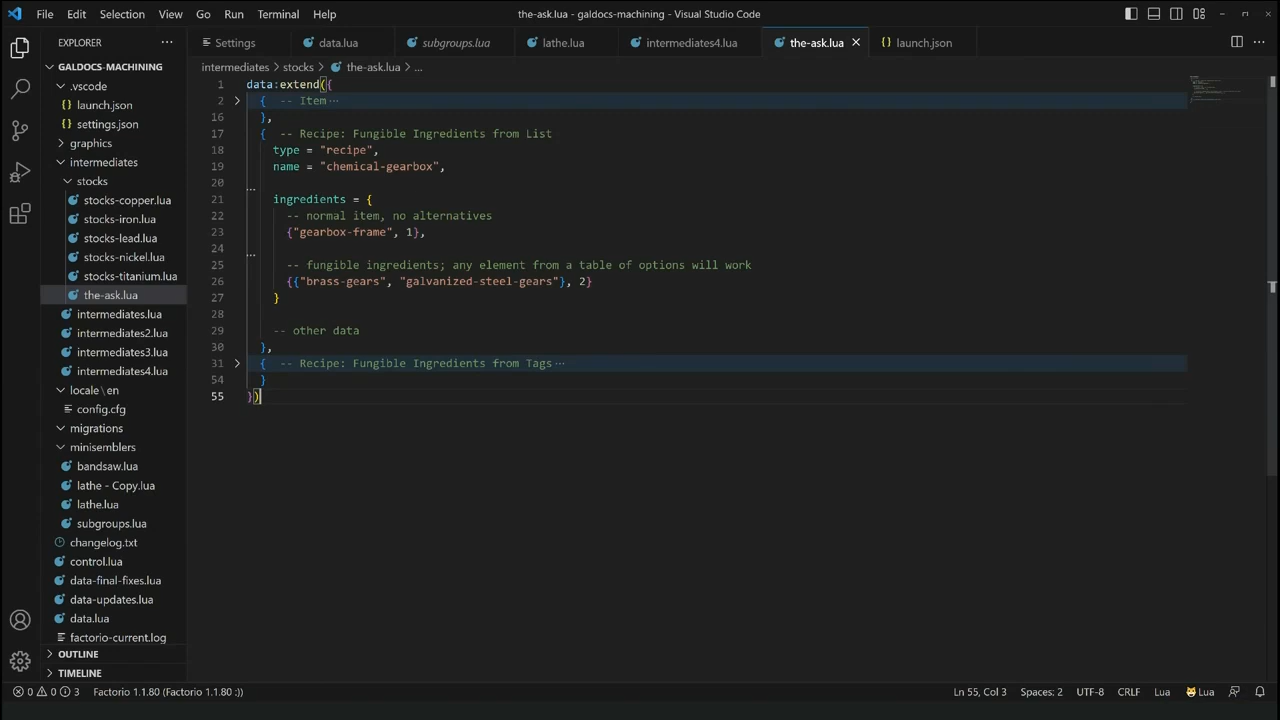 File Edit Selection View Go Run Terminal Help
the-ask.lua - galdocs-machining - Visual Studio Code
EXPLORER
Settings data.lua subgroups.lua lathe.lua intermediates4.lua the-ask.lua launch.json
GALDOCS-MACHINING
.vscode
launch.json
settings.json
graphics
intermediates
stocks
stocks-copper.lua
stocks-iron.lua
stocks-lead.lua
stocks-nickel.lua
stocks-titanium.lua
the-ask.lua
intermediates.lua
intermediates2.lua
intermediates3.lua
intermediates4.lua
locale\en
config.cfg
migrations
minisemblers
bandsaw.lua
lathe - Copy.lua
lathe.lua
subgroups.lua
changelog.txt
control.lua
data-final-fixes.lua
data-updates.lua
data.lua
factorio-current.log
OUTLINE
TIMELINE
intermediates > stocks > the-ask.lua > ...
1 data:extend({
2 { -- Item ...
16 },
17 { -- Recipe: Fungible Ingredients from List
18 type = "recipe",
19 name = "chemical-gearbox",
20
21 ingredients = {
22 -- normal item, no alternatives
23 {"gearbox-frame", 1},
24
25 -- fungible ingredients; any element from a table of options will work
26 {{"brass-gears", "galvanized-steel-gears"}, 2}
27 }
28
29 -- other data
30 },
31 { -- Recipe: Fungible Ingredients from Tags ...
54 }
55 })
0 0 3 Factorio 1.1.80 (Factorio 1.1.80 :)) Ln 55, Col 3 Spaces: 2 UTF-8 CRLF Lua Lua